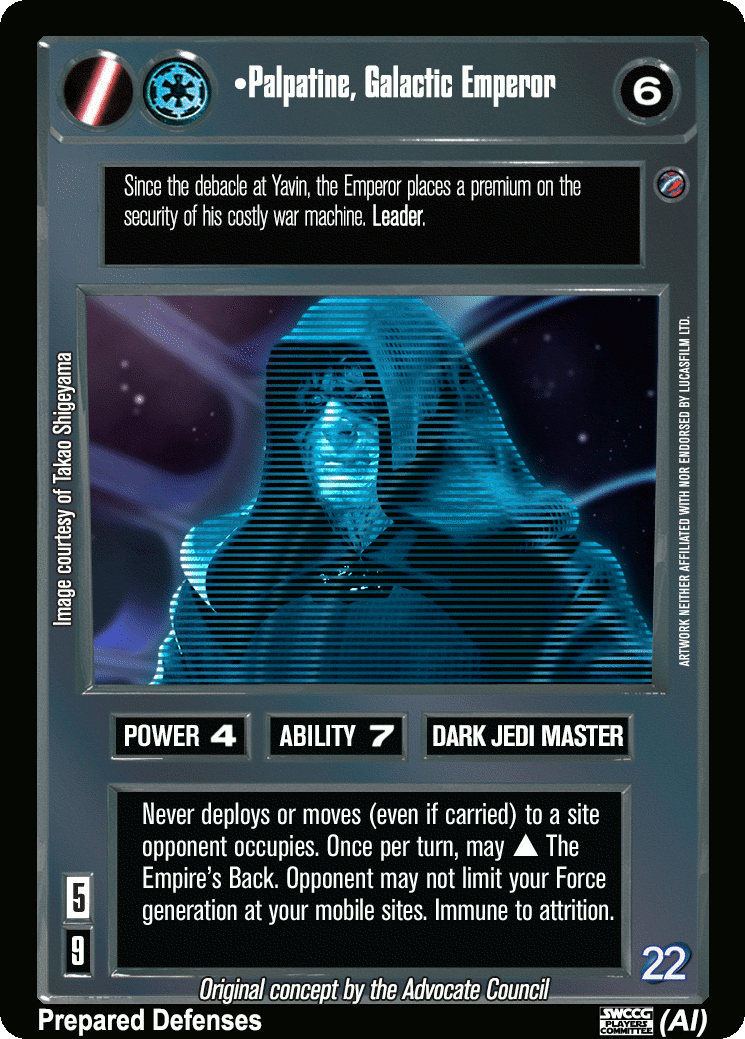 •Palpatine, Galactic Emperor
6
Since the debacle at Yavin, the Emperor places a premium on the
security of his costly war machine. Leader.
Image courtesy of Takao Shigeyama
ARTWORK NEITHER AFFILIATED WITH NOR ENDORSED BY LUCASFILM LTD.
POWER 4
ABILITY 7
DARK JEDI MASTER
Never deploys or moves (even if carried) to a site
opponent occupies. Once per turn, may ▲ The
Empire's Back. Opponent may not limit your Force
generation at your mobile sites. Immune to attrition.
5
9
22
Original concept by the Advocate Council
Prepared Defenses
SWCCG
PLAYERS
COMMITTEE
(AI)